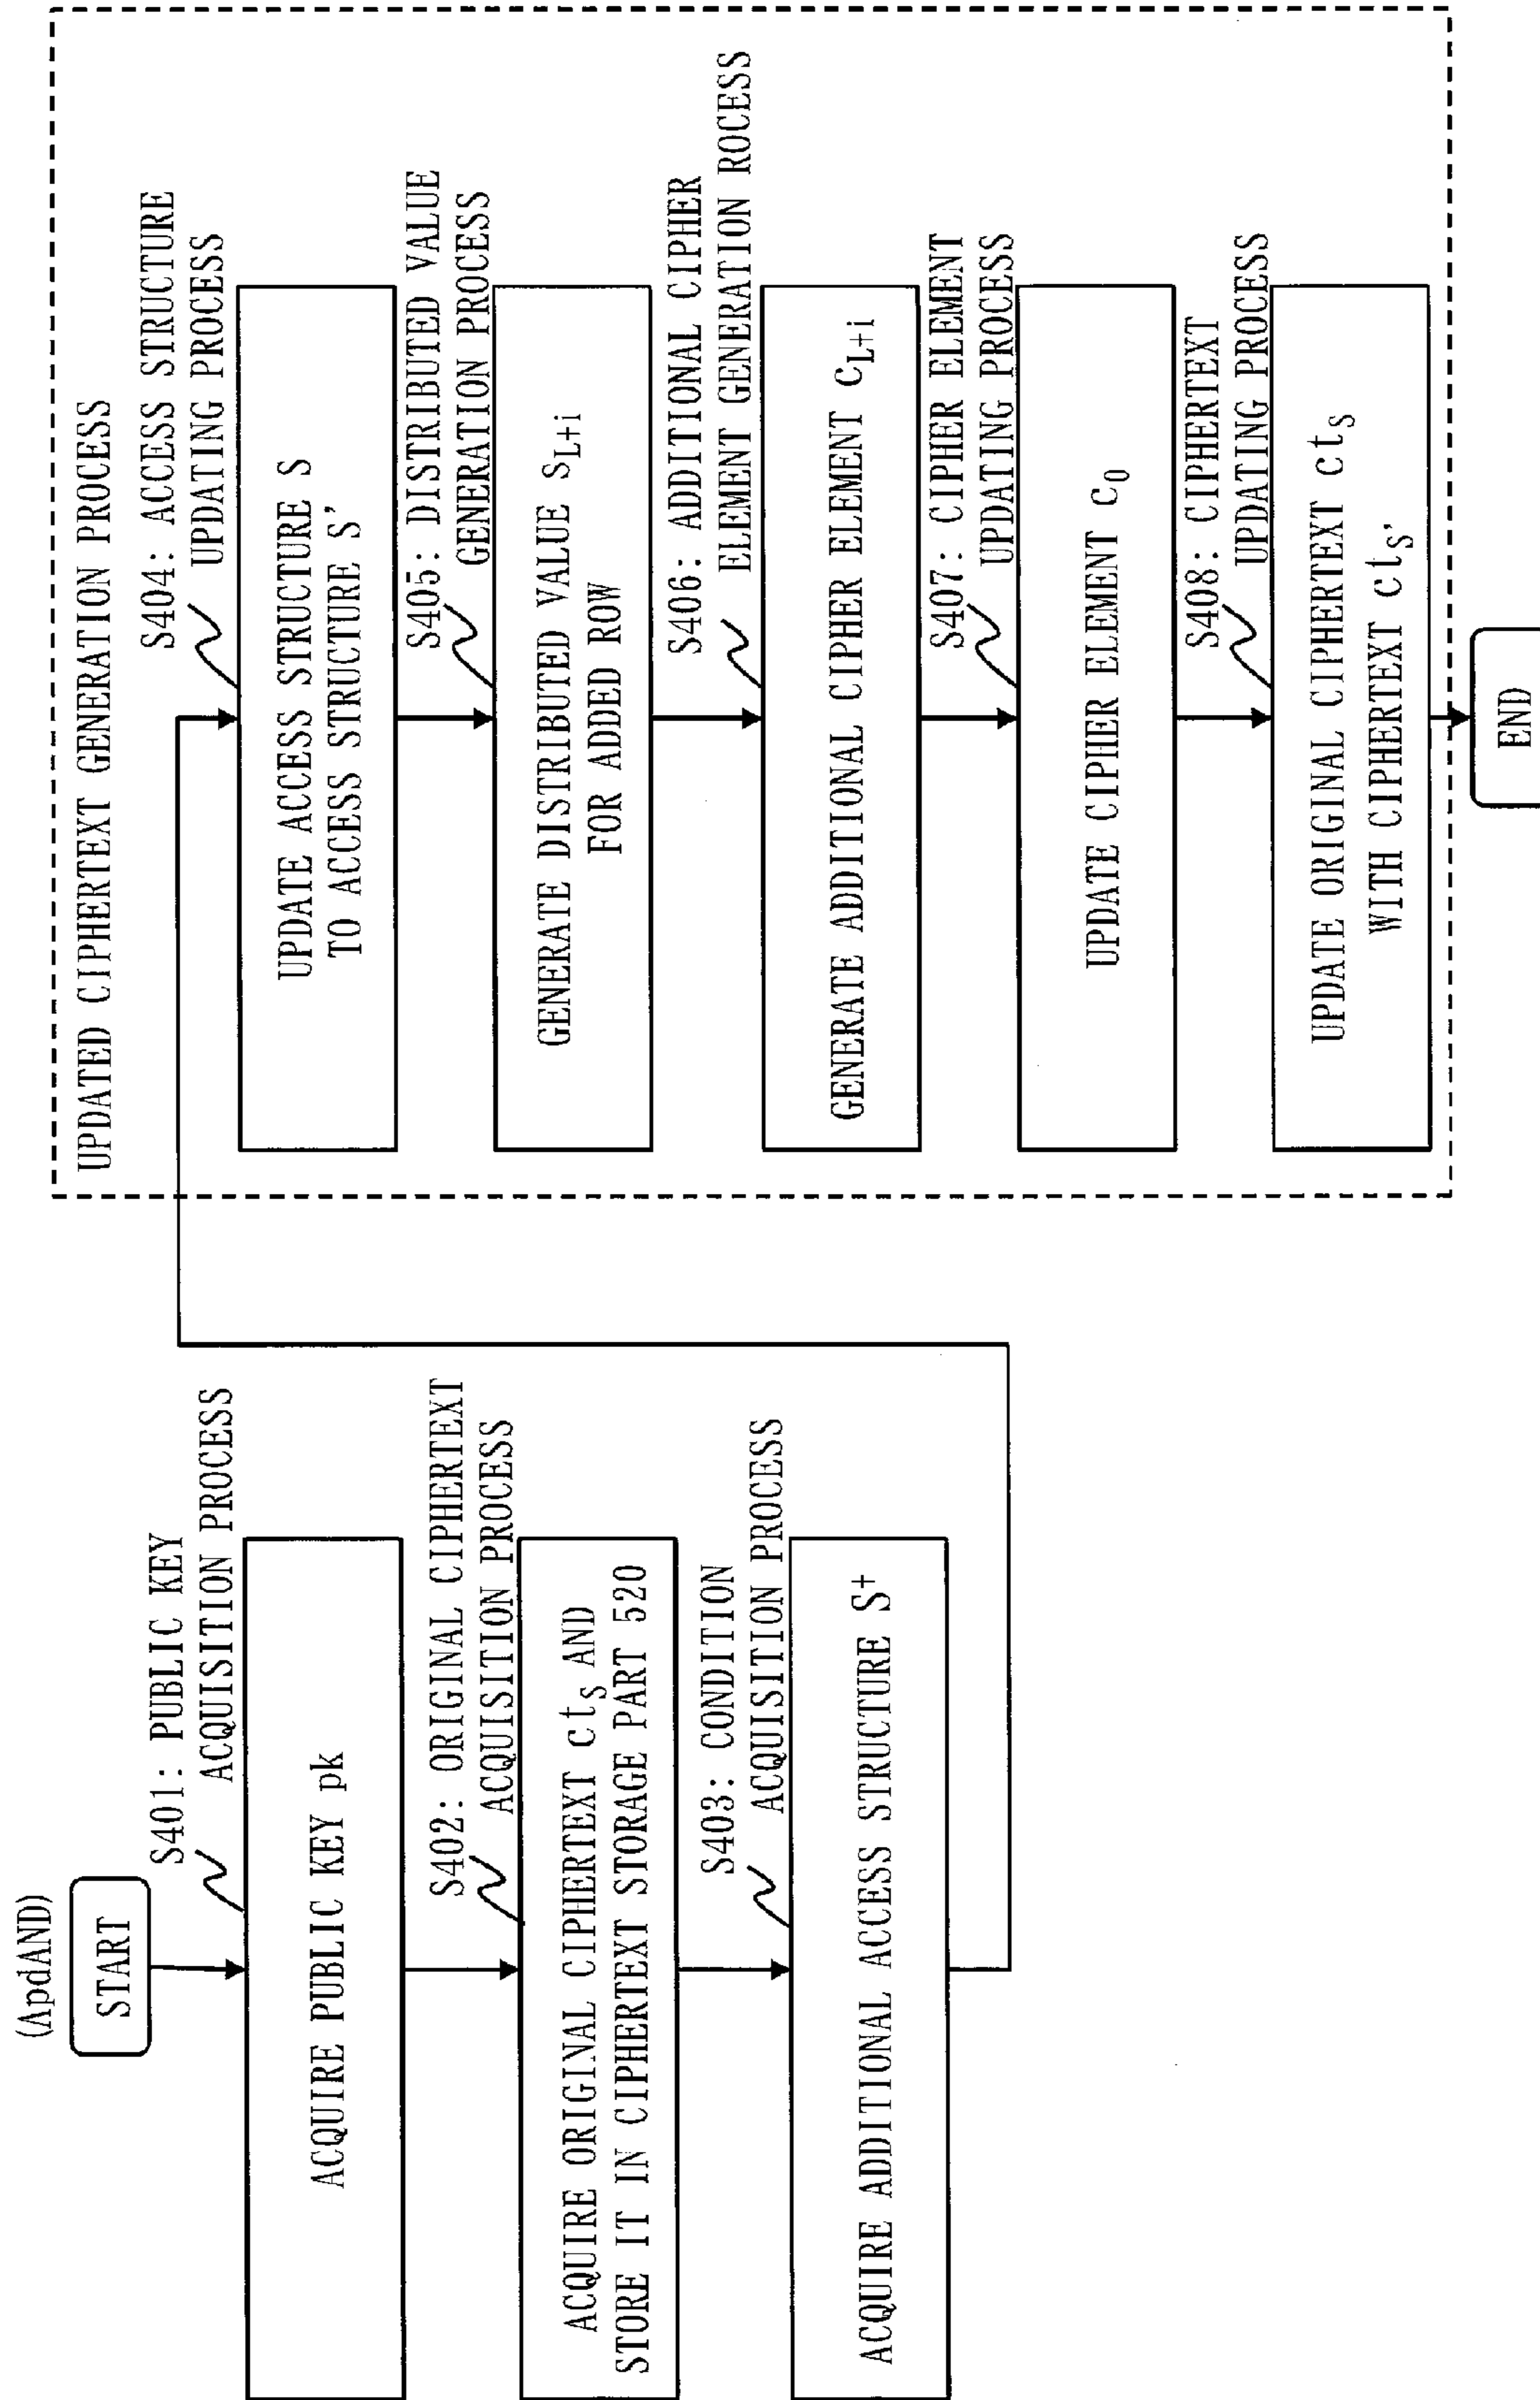 (ApdAND)
START
S401: PUBLIC KEY
ACQUISITION PROCESS
ACQUIRE PUBLIC KEY pk
S402: ORIGINAL CIPHERTEXT
ACQUISITION PROCESS
ACQUIRE ORIGINAL CIPHERTEXT ctS AND
STORE IT IN CIPHERTEXT STORAGE PART 520
S403: CONDITION
ACQUISITION PROCESS
ACQUIRE ADDITIONAL ACCESS STRUCTURE S+
UPDATED CIPHERTEXT GENERATION PROCESS
S404: ACCESS STRUCTURE
UPDATING PROCESS
UPDATE ACCESS STRUCTURE S
TO ACCESS STRUCTURE S'
S405: DISTRIBUTED VALUE
GENERATION PROCESS
GENERATE DISTRIBUTED VALUE sL+i
FOR ADDED ROW
S406: ADDITIONAL CIPHER
ELEMENT GENERATION ROCESS
GENERATE ADDITIONAL CIPHER ELEMENT cL+i
S407: CIPHER ELEMENT
UPDATING PROCESS
UPDATE CIPHER ELEMENT c0
S408: CIPHERTEXT
UPDATING PROCESS
UPDATE ORIGINAL CIPHERTEXT ctS
WITH CIPHERTEXT ctS'
END